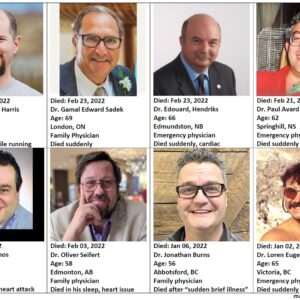 2022
Harris
while running
Died: Feb 23, 2022
Dr. Gamal Edward Sadek
Age: 69
London, ON
Family Physician
Died suddenly
Died: Feb 23, 2022
Dr. Edouard, Hendriks
Age: 66
Edmundston, NB
Emergency physician
Died suddenly, cardiac
Died: Feb 21, 2
Dr. Paul Avard
Age: 62
Springhill, NS
Emergency ph
Died suddenly
2
nos
heart attack
Died: Feb 03, 2022
Dr. Oliver Seifert
Age: 58
Edmonton, AB
Family physician
Died in his sleep, heart issue
Died: Jan 06, 2022
Dr. Jonathan Burns
Age: 56
Abbotsford, BC
Family Physician
Died after "sudden brief illness"
Died: Jan 02, 20
Dr. Loren Euge
Age: 65
Victoria, BC
Emergency phy
Died suddenly